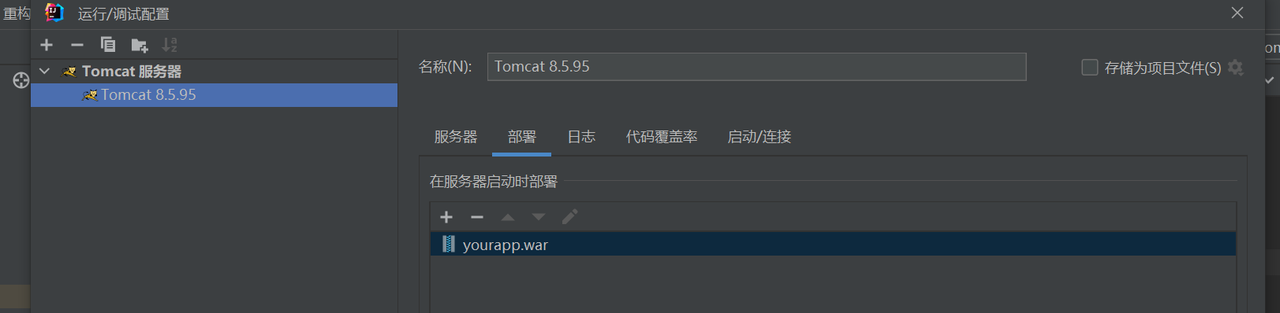 重构
运行/调试配置
Tomcat 服务器
Tomcat 8.5.95
名称(N):
Tomcat 8.5.95
存储为项目文件(S)
服务器
部署
日志
代码覆盖率
启动/连接
在服务器启动时部署
yourapp.war